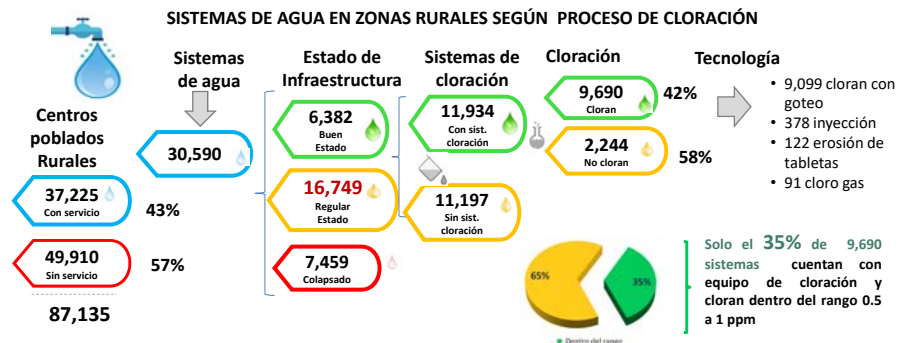 SISTEMAS DE AGUA EN ZONAS RURALES SEGÚN PROCESO DE CLORACIÓN
Centros
poblados
Rurales
37,225
Con servicio
43%
49,910
Sin servicio
57%
87,135
Sistemas
de agua
30,590
Estado de
Infraestructura
6,382
Buen
Estado
16,749
Regular
Estado
7,459
Colapsado
Sistemas de
cloración
11,934
Con sist.
cloración
11,197
Sin sist.
cloración
Cloración
9,690
Cloran
42%
2,244
No cloran
58%
Tecnología
• 9,099 cloran con
goteo
• 378 inyección
• 122 erosión de
tabletas
• 91 cloro gas
65%
35%
Dentro del rango
Solo el 35% de 9,690
sistemas cuentan con
equipo de cloración y
cloran dentro del rango 0.5
a 1 ppm